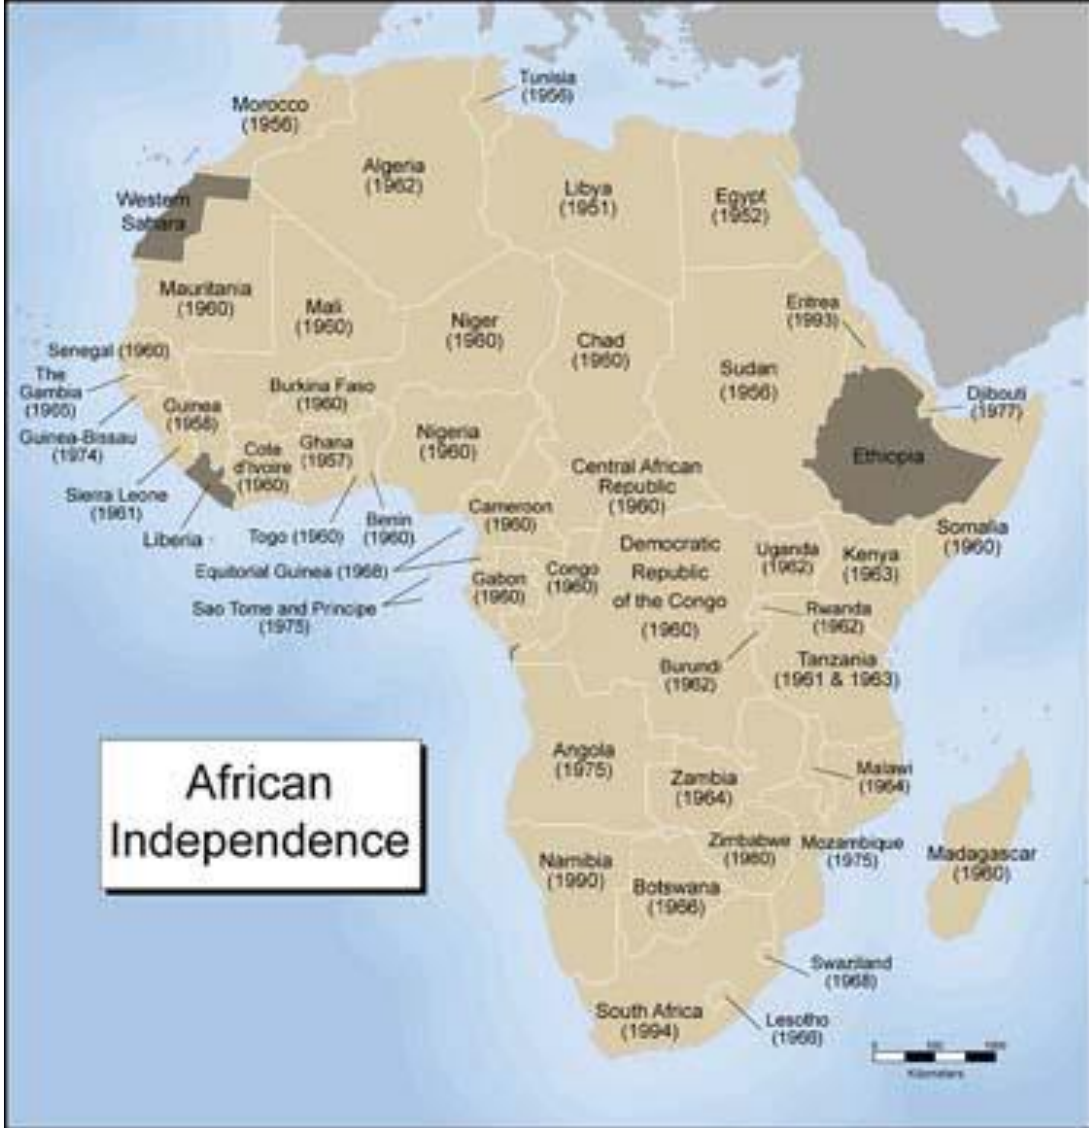 Tunisia
(1956)
Morocco
(1956)
Algeria
(1962)
Libya
(1951)
Egypt
(1952)
Western
Sahara
Mauritania
(1960)
Mali
(1960)
Niger
(1960)
Chad
(1960)
Sudan
(1956)
Eritrea
(1993)
Djibouti
(1977)
Senegal (1960)
The
Gambia
(1965)
Guinea-Bissau
(1974)
Guinea
(1958)
Sierra Leone
(1961)
Liberia
Burkina Faso
(1960)
Cote
d'Ivoire
(1960)
Ghana
(1957)
Togo (1960)
Benin
(1960)
Nigeria
(1960)
Cameroon
(1960)
Central African
Republic
(1960)
Ethiopia
Somalia
(1960)
Equitorial Guinea (1968)
Sao Tome and Principe
(1975)
Gabon
(1960)
Congo
(1960)
Democratic
Republic
of the Congo
(1960)
Uganda
(1962)
Kenya
(1963)
Rwanda
(1962)
Burundi
(1962)
Tanzania
(1961 & 1963)
Angola
(1975)
Zambia
(1964)
Malawi
(1964)
Zimbabwe
(1980)
Mozambique
(1975)
Madagascar
(1960)
Namibia
(1990)
Botswana
(1966)
Swaziland
(1968)
South Africa
(1994)
Lesotho
(1966)
African
Independence
0 500 1000
Kilometers